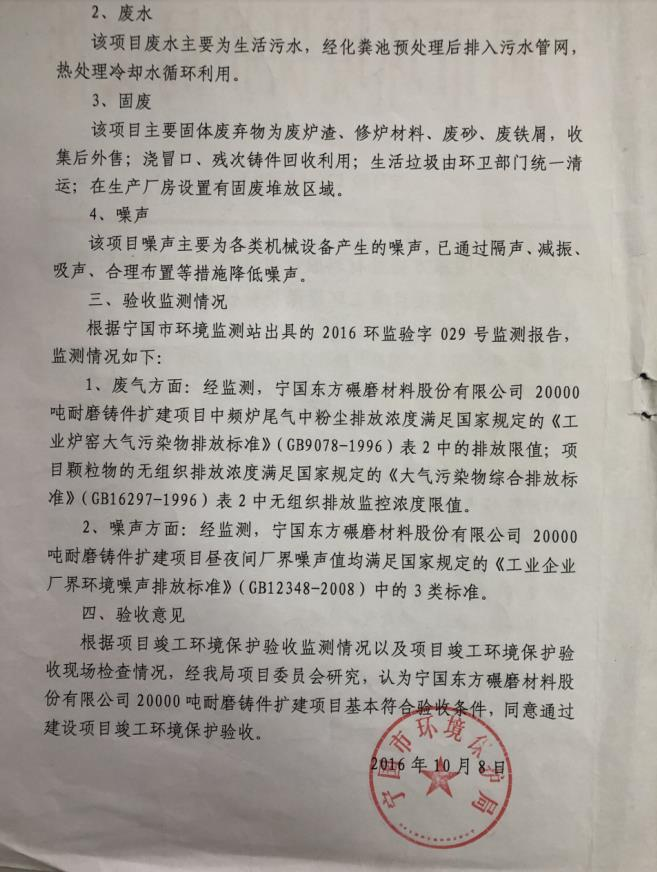 2、废水
该项目废水主要为生活污水，经化粪池预处理后排入污水管网，
热处理冷却水循环利用。
3、固废
该项目主要固体废弃物为废炉渣、修炉材料、废砂、废铁屑，收
集后外售；浇冒口、残次铸件回收利用；生活垃圾由环卫部门统一清
运；在生产厂房设置有固废堆放区域。
4、噪声
该项目噪声主要为各类机械设备产生的噪声，已通过隔声、减振、
吸声、合理布置等措施降低噪声。
三、验收监测情况
根据宁国市环境监测站出具的 2016 环监验字 029 号监测报告，
监测情况如下：
1、废气方面：经监测，宁国东方碾磨材料股份有限公司 20000
吨耐磨铸件扩建项目中频炉尾气中粉尘排放浓度满足国家规定的《工
业炉窑大气污染物排放标准》（GB9078-1996）表 2 中的排放限值；项
目颗粒物的无组织排放浓度满足国家规定的《大气污染物综合排放标
准》（GB16297-1996）表 2 中无组织排放监控浓度限值。
2、噪声方面：经监测，宁国东方碾磨材料股份有限公司 20000
吨耐磨铸件扩建项目昼夜间厂界噪声值均满足国家规定的《工业企业
厂界环境噪声排放标准》（GB12348-2008）中的 3 类标准。
四、验收意见
根据项目竣工环境保护验收监测情况以及项目竣工环境保护验
收现场检查情况，经我局项目委员会研究，认为宁国东方碾磨材料股
份有限公司 20000 吨耐磨铸件扩建项目基本符合验收条件，同意通过
建设项目竣工环境保护验收。
2016 年 10 月 8 日
宁国市环境保护局